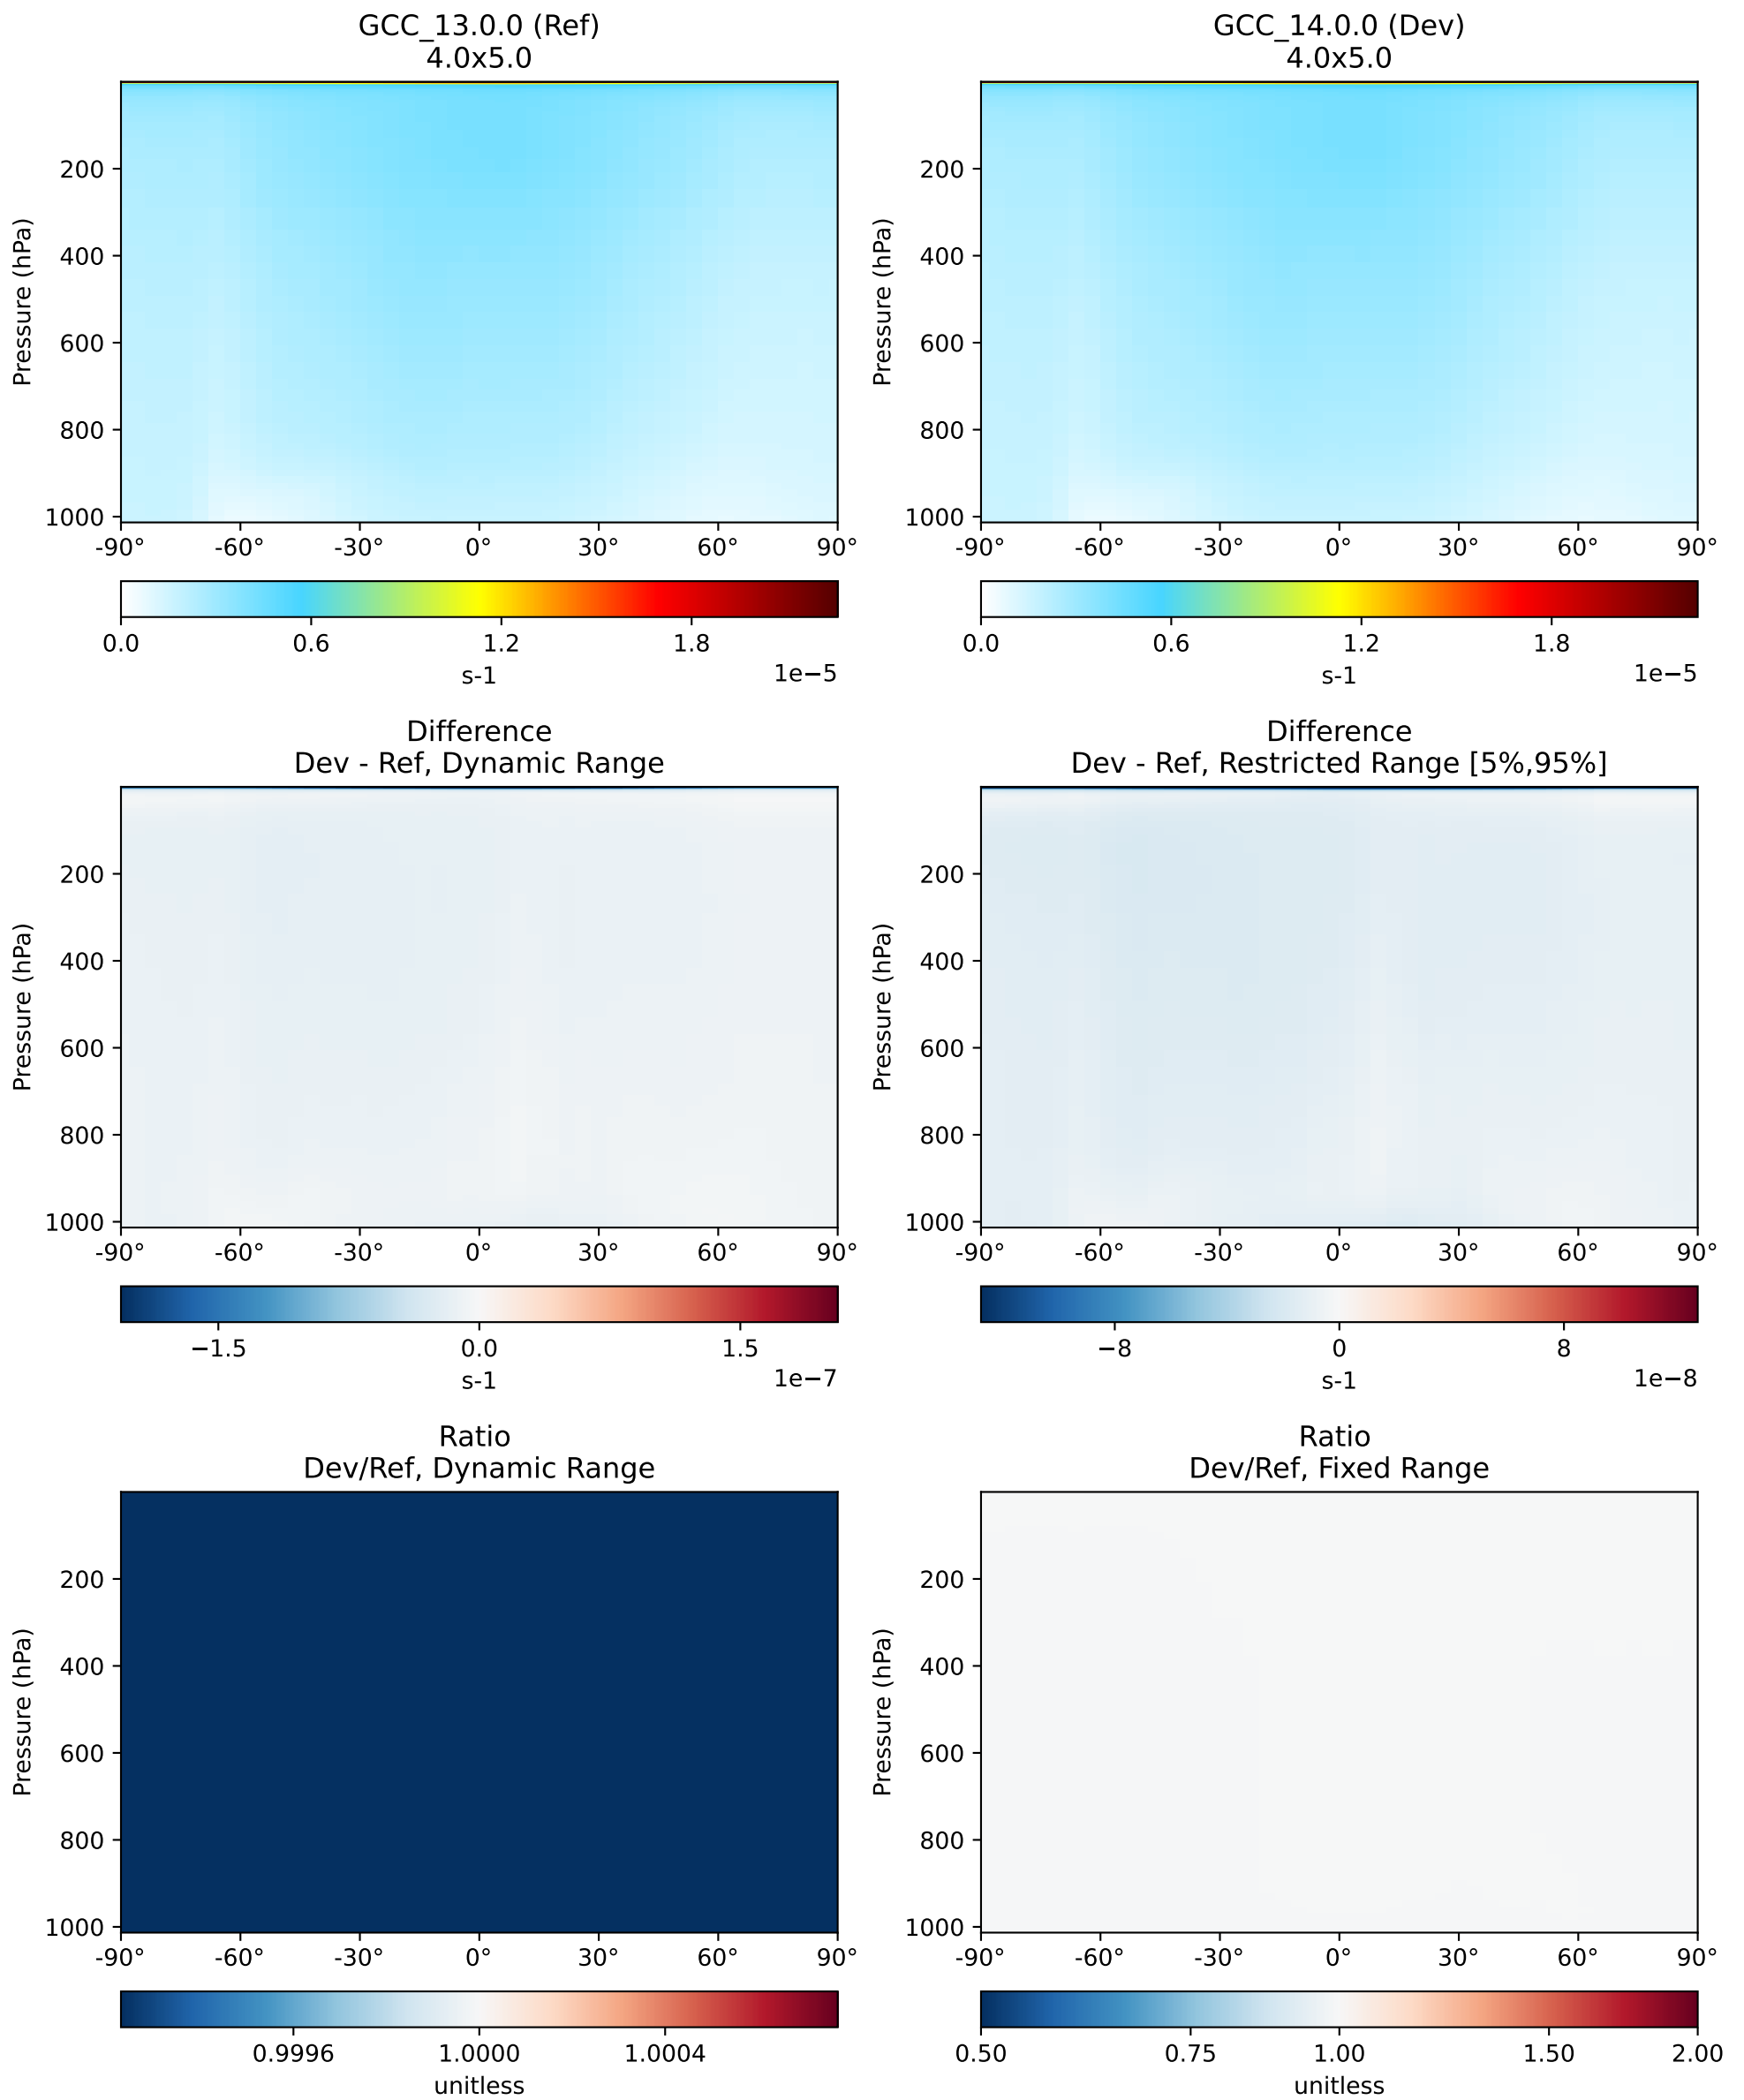 GCC_13.0.0 (Ref)
4.0x5.0
Pressure (hPa)
200
400
600
800
1000
-90° -60° -30° 0° 30° 60° 90°
0.0 0.6 1.2 1.8
s-1 1e−5
GCC_14.0.0 (Dev)
4.0x5.0
Pressure (hPa)
200
400
600
800
1000
-90° -60° -30° 0° 30° 60° 90°
0.0 0.6 1.2 1.8
s-1 1e−5
Difference
Dev - Ref, Dynamic Range
Pressure (hPa)
200
400
600
800
1000
-90° -60° -30° 0° 30° 60° 90°
−1.5 0.0 1.5
s-1 1e−7
Difference
Dev - Ref, Restricted Range [5%,95%]
Pressure (hPa)
200
400
600
800
1000
-90° -60° -30° 0° 30° 60° 90°
−8 0 8
s-1 1e−8
Ratio
Dev/Ref, Dynamic Range
Pressure (hPa)
200
400
600
800
1000
-90° -60° -30° 0° 30° 60° 90°
0.9996 1.0000 1.0004
unitless
Ratio
Dev/Ref, Fixed Range
Pressure (hPa)
200
400
600
800
1000
-90° -60° -30° 0° 30° 60° 90°
0.50 0.75 1.00 1.50 2.00
unitless